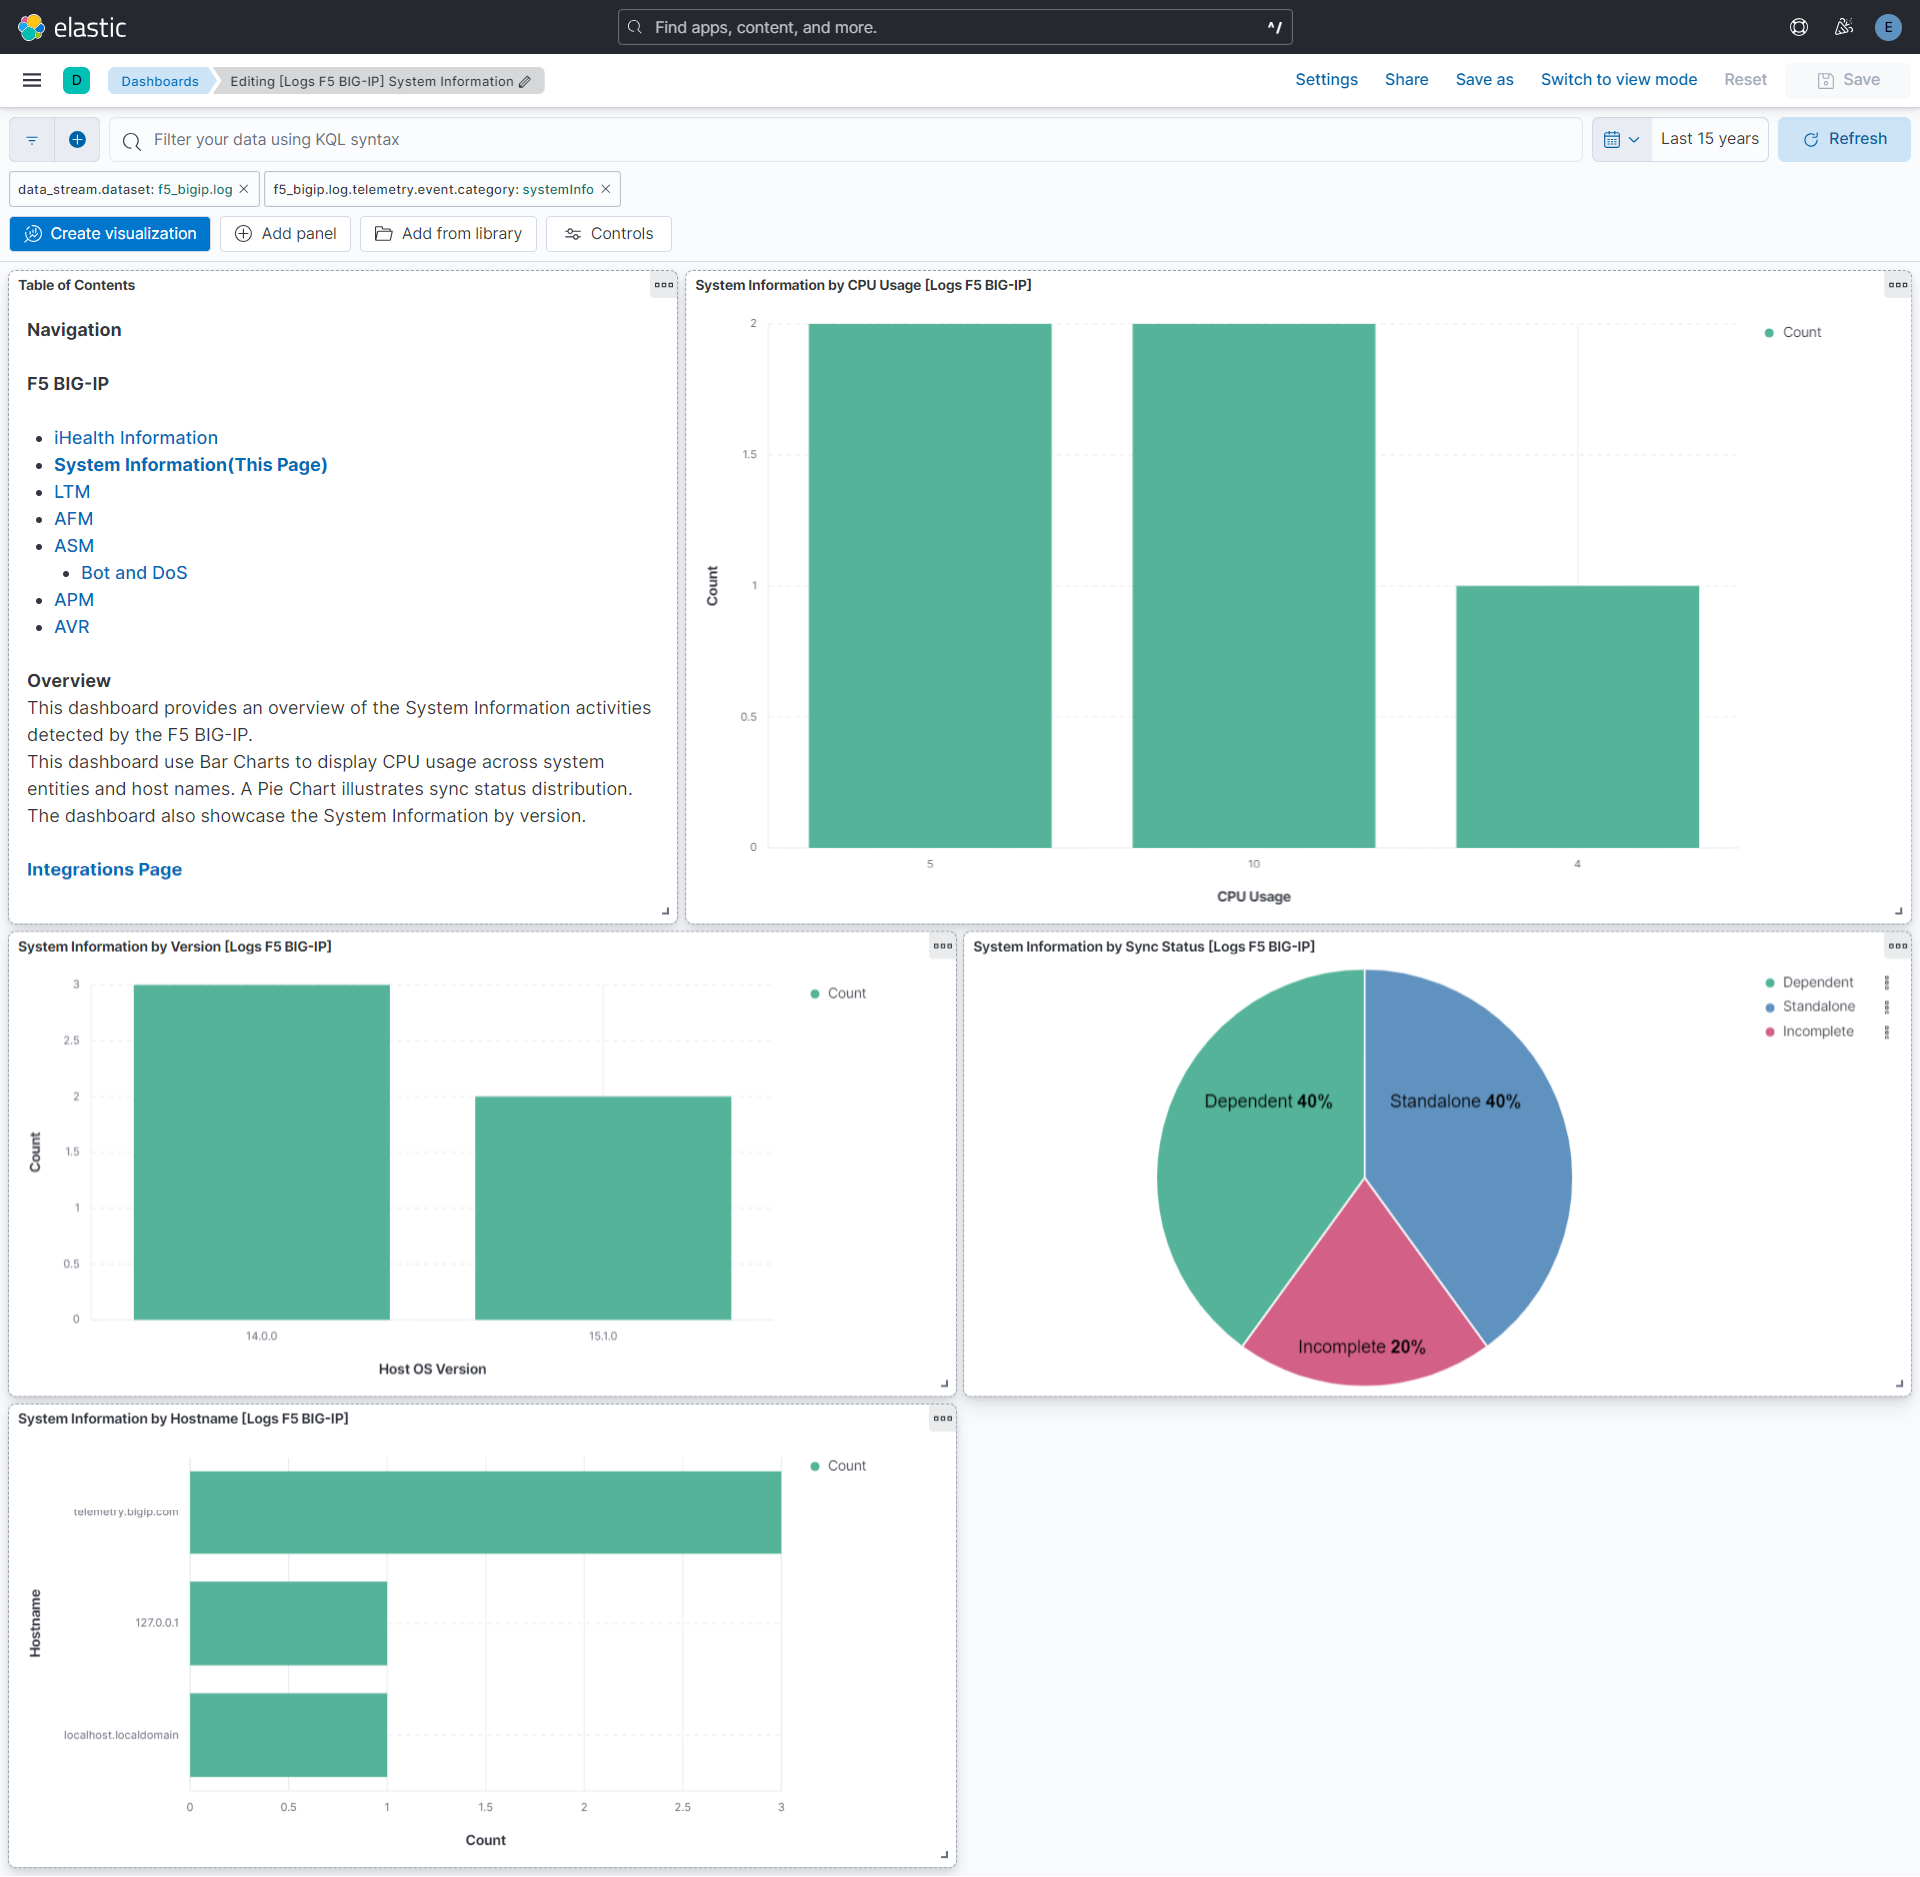 elastic
Find apps, content, and more.
^/
E
D
Dashboards
Editing [Logs F5 BIG-IP] System Information
Settings
Share
Save as
Switch to view mode
Reset
Save
Filter your data using KQL syntax
Last 15 years
Refresh
data_stream.dataset: f5_bigip.log
f5_bigip.log.telemetry.event.category: systemInfo
Create visualization
Add panel
Add from library
Controls
Table of Contents
Navigation
F5 BIG-IP
iHealth Information
System Information(This Page)
LTM
AFM
ASM
Bot and DoS
APM
AVR
Overview
This dashboard provides an overview of the System Information activities
detected by the F5 BIG-IP.
This dashboard use Bar Charts to display CPU usage across system
entities and host names. A Pie Chart illustrates sync status distribution.
The dashboard also showcase the System Information by version.
Integrations Page
System Information by CPU Usage [Logs F5 BIG-IP]
2
1.5
1
0.5
0
Count
5
10
4
CPU Usage
Count
System Information by Version [Logs F5 BIG-IP]
3
2.5
2
1.5
1
0.5
0
Count
14.0.0
15.1.0
Host OS Version
Count
System Information by Sync Status [Logs F5 BIG-IP]
Dependent 40%
Standalone 40%
Incomplete 20%
Dependent
Standalone
Incomplete
System Information by Hostname [Logs F5 BIG-IP]
Hostname
telemetry.bigip.com
127.0.0.1
localhost.localdomain
0
0.5
1
1.5
2
2.5
3
Count
Count